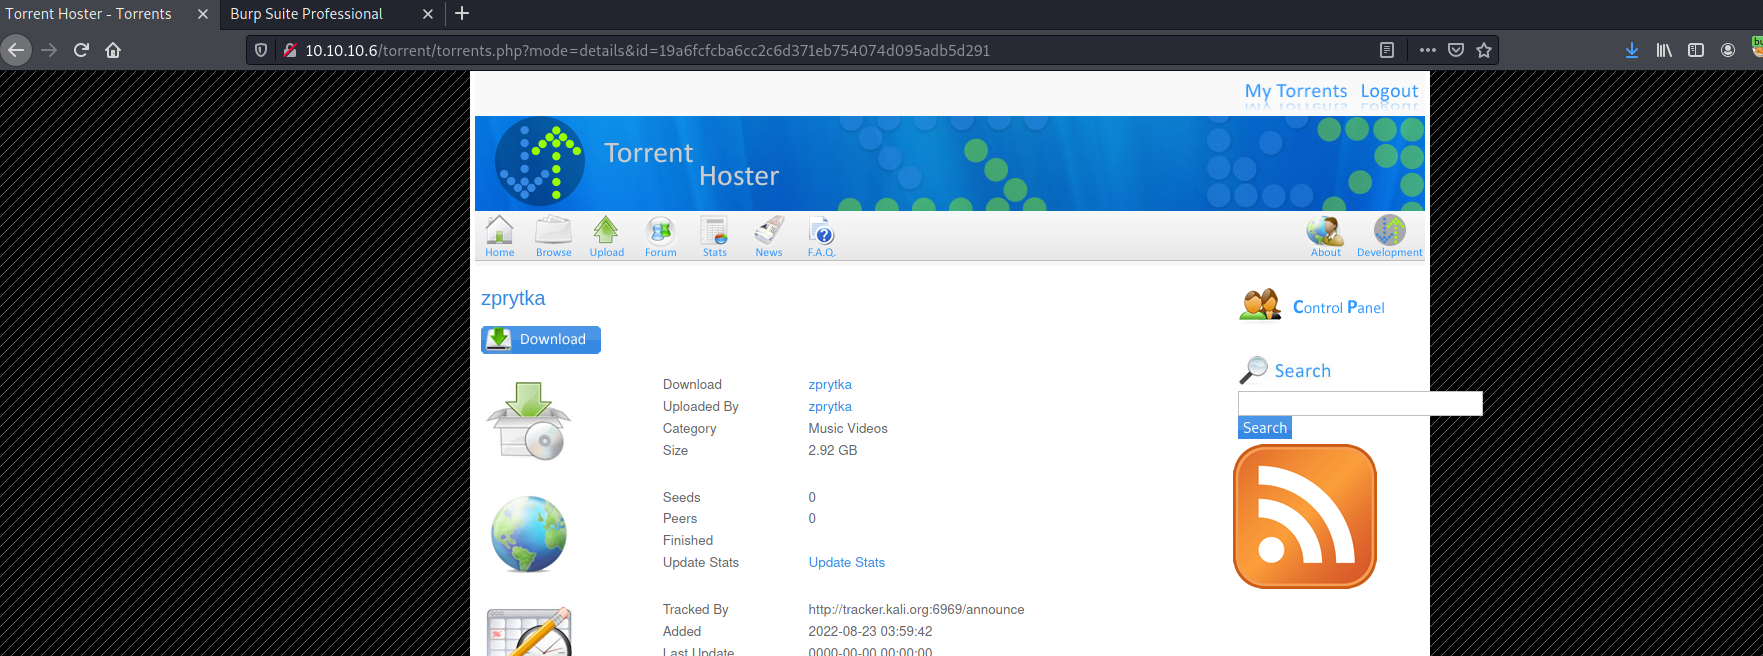 Torrent Hoster - Torrents
Burp Suite Professional
10.10.10.6/torrent/torrents.php?mode=details&id=19a6fcfcba6cc2c6d371eb754074d095adb5d291
My Torrents Logout
Torrent
Hoster
Home Browse Upload Forum Stats News F.A.Q. About Development
zprytka
Control Panel
Download
Search
Download zprytka
Uploaded By zprytka
Category Music Videos
Search
Size 2.92 GB
Seeds 0
Peers 0
Finished
Update Stats Update Stats
Tracked By http://tracker.kali.org:6969/announce
Added 2022-08-23 03:59:42
Last Update 0000-00-00 00:00:00